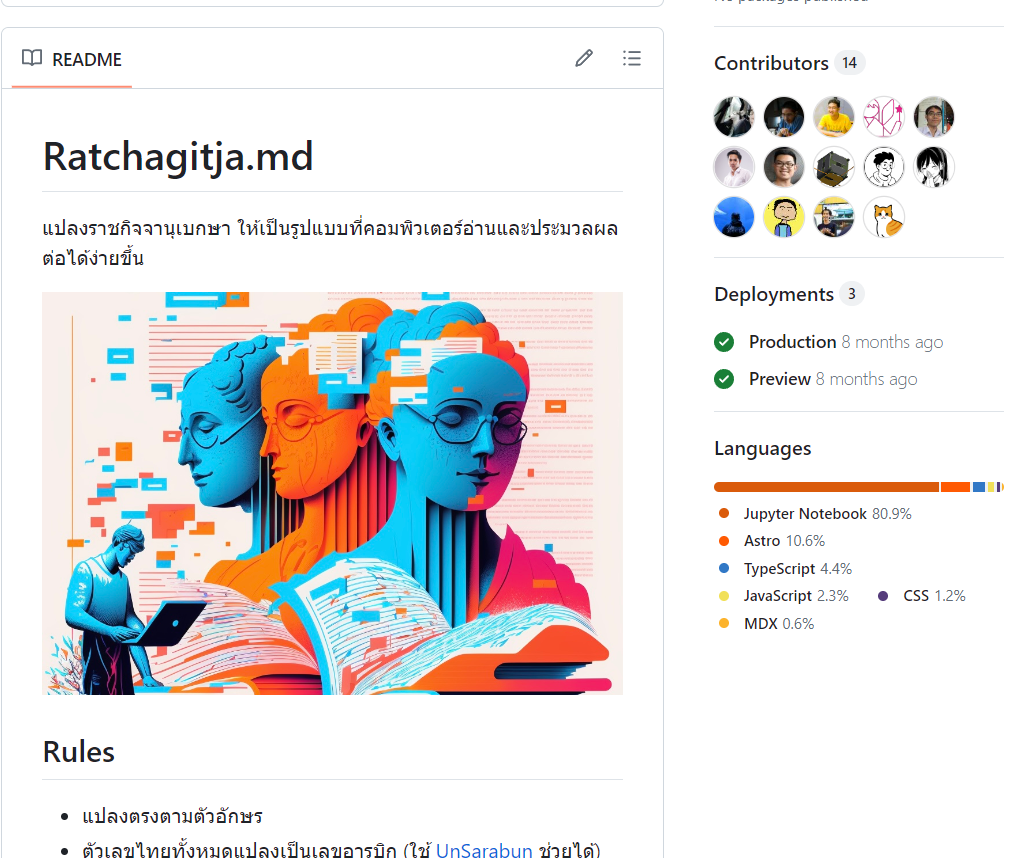 No packages published
README
Ratchagitja.md
แปลงราชกิจจานุเบกษา ให้เป็นรูปแบบที่คอมพิวเตอร์อ่านและประมวลผล
ต่อได้ง่ายขึ้น
Rules
แปลงตรงตามตัวอักษร
ตัวเลขไทยทั้งหมดแปลงเป็นเลขอารบิก (ใช้ UnSarabun ช่วยได้)
Contributors 14
Deployments 3
Production 8 months ago
Preview 8 months ago
Languages
Jupyter Notebook 80.9%
Astro 10.6%
TypeScript 4.4%
JavaScript 2.3% CSS 1.2%
MDX 0.6%